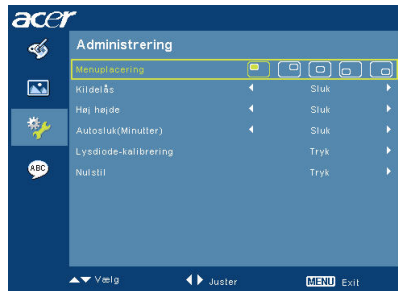 acer
Administrering
Menuplacering
Kildelås Sluk
Høj højde Sluk
Autosluk(Minutter) Sluk
Lysdiode-kalibrering Tryk
Nulstil Tryk
ABC
Vælg Juster MENU Exit